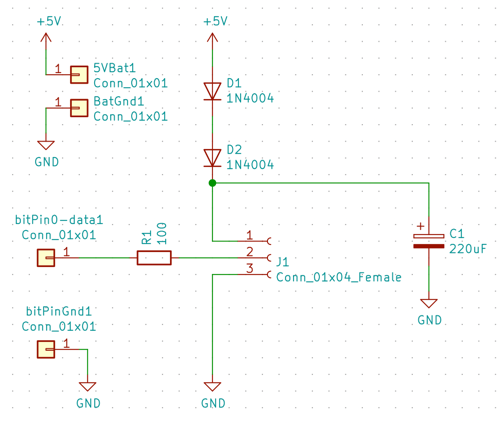 +5V
+5V
1
5VBat1
Conn_01x01
1
BatGnd1
Conn_01x01
GND
D1
1N4004
D2
1N4004
bitPin0-data1
Conn_01x01
1
R1
100
1
2
3
J1
Conn_01x04_Female
+
C1
220uF
GND
bitPinGnd1
Conn_01x01
1
GND
GND